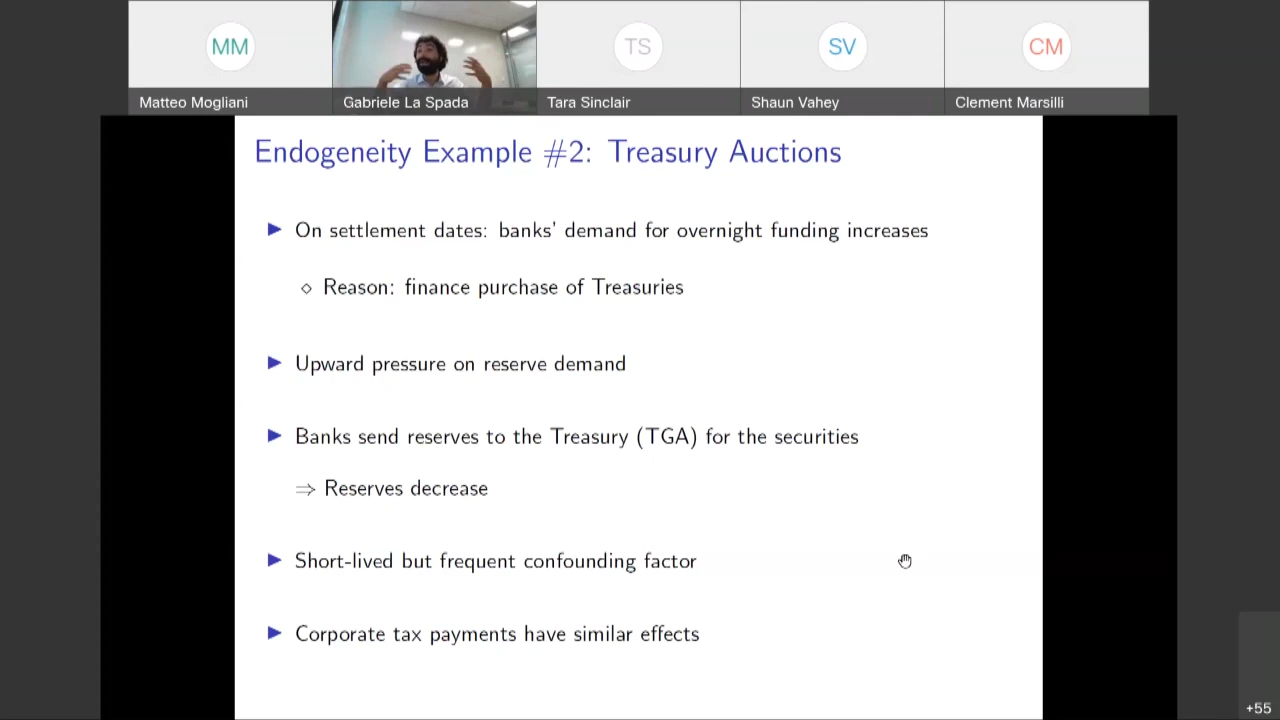 MM
TS
SV
CM
Matteo Mogliani
Gabriele La Spada
Tara Sinclair
Shaun Vahey
Clement Marsilli
Endogeneity Example #2: Treasury Auctions
▶ On settlement dates: banks' demand for overnight funding increases
◇ Reason: finance purchase of Treasuries
▶ Upward pressure on reserve demand
▶ Banks send reserves to the Treasury (TGA) for the securities
⇒ Reserves decrease
▶ Short-lived but frequent confounding factor
▶ Corporate tax payments have similar effects
+55